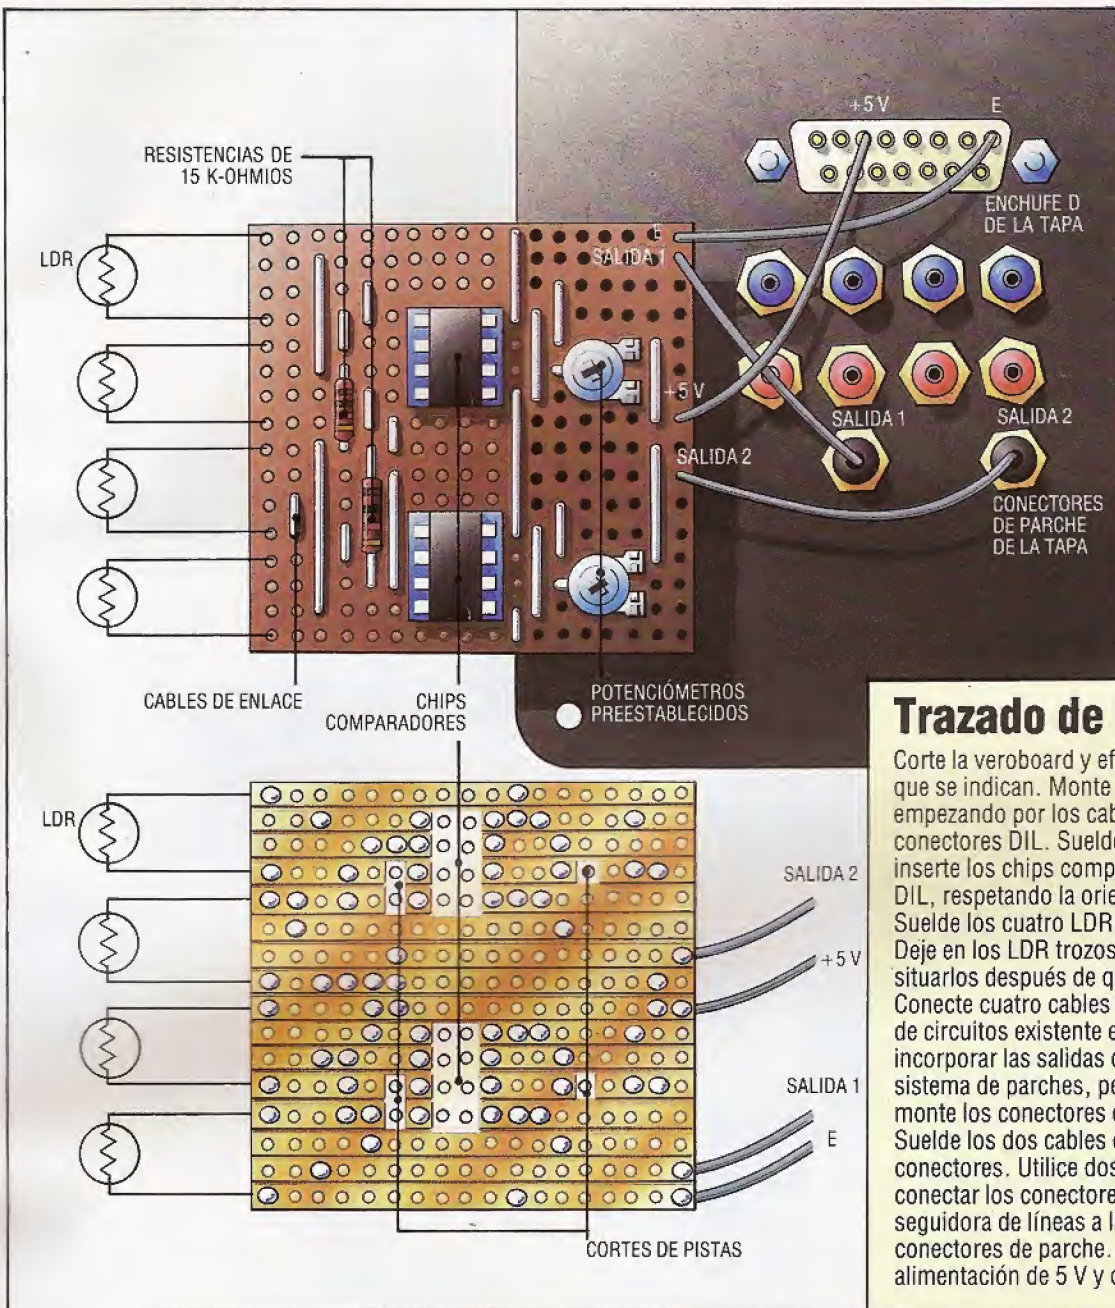 +5 V
E
RESISTENCIAS DE
15 K-OHMIOS
ENCHUFE D
DE LA TAPA
LDR
E
SALIDA 1
+5 V
SALIDA 1
SALIDA 2
SALIDA 2
CONECTORES
DE PARCHE
DE LA TAPA
CABLES DE ENLACE
CHIPS
COMPARADORES
POTENCIÓMETROS
PREESTABLECIDOS
LDR
SALIDA 2
+5 V
SALIDA 1
E
CORTES DE PISTAS
Trazado de
Corte la veroboard y ef
que se indican. Monte
empezando por los cab
conectores DIL. Suelde
inserte los chips comp
DIL, respetando la orie
Suelde los cuatro LDR
Deje en los LDR trozos
situarlos después de q
Conecte cuatro cables
de circuitos existente e
incorporar las salidas d
sistema de parches, pe
monte los conectores d
Suelde los dos cables d
conectores. Utilice dos
conectar los conectore
seguidora de líneas a l
conectores de parche.
alimentación de 5 V y c